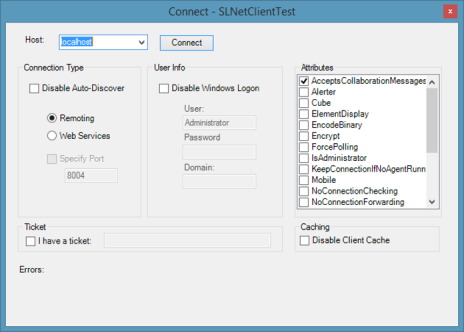 Connect - SLNetClientTest
x
Host:
localhost
Connect
Connection Type
Disable Auto-Discover
Remoting
Web Services
Specify Port
8004
User Info
Disable Windows Logon
User:
Administrator
Password
Domain:
Attributes
AcceptsCollaborationMessages
Alerter
Cube
ElementDisplay
EncodeBinary
Encrypt
ForcePolling
IsAdministrator
KeepConnectionIfNoAgentRunn
Mobile
NoConnectionChecking
NoConnectionForwarding
Ticket
I have a ticket:
Caching
Disable Client Cache
Errors: